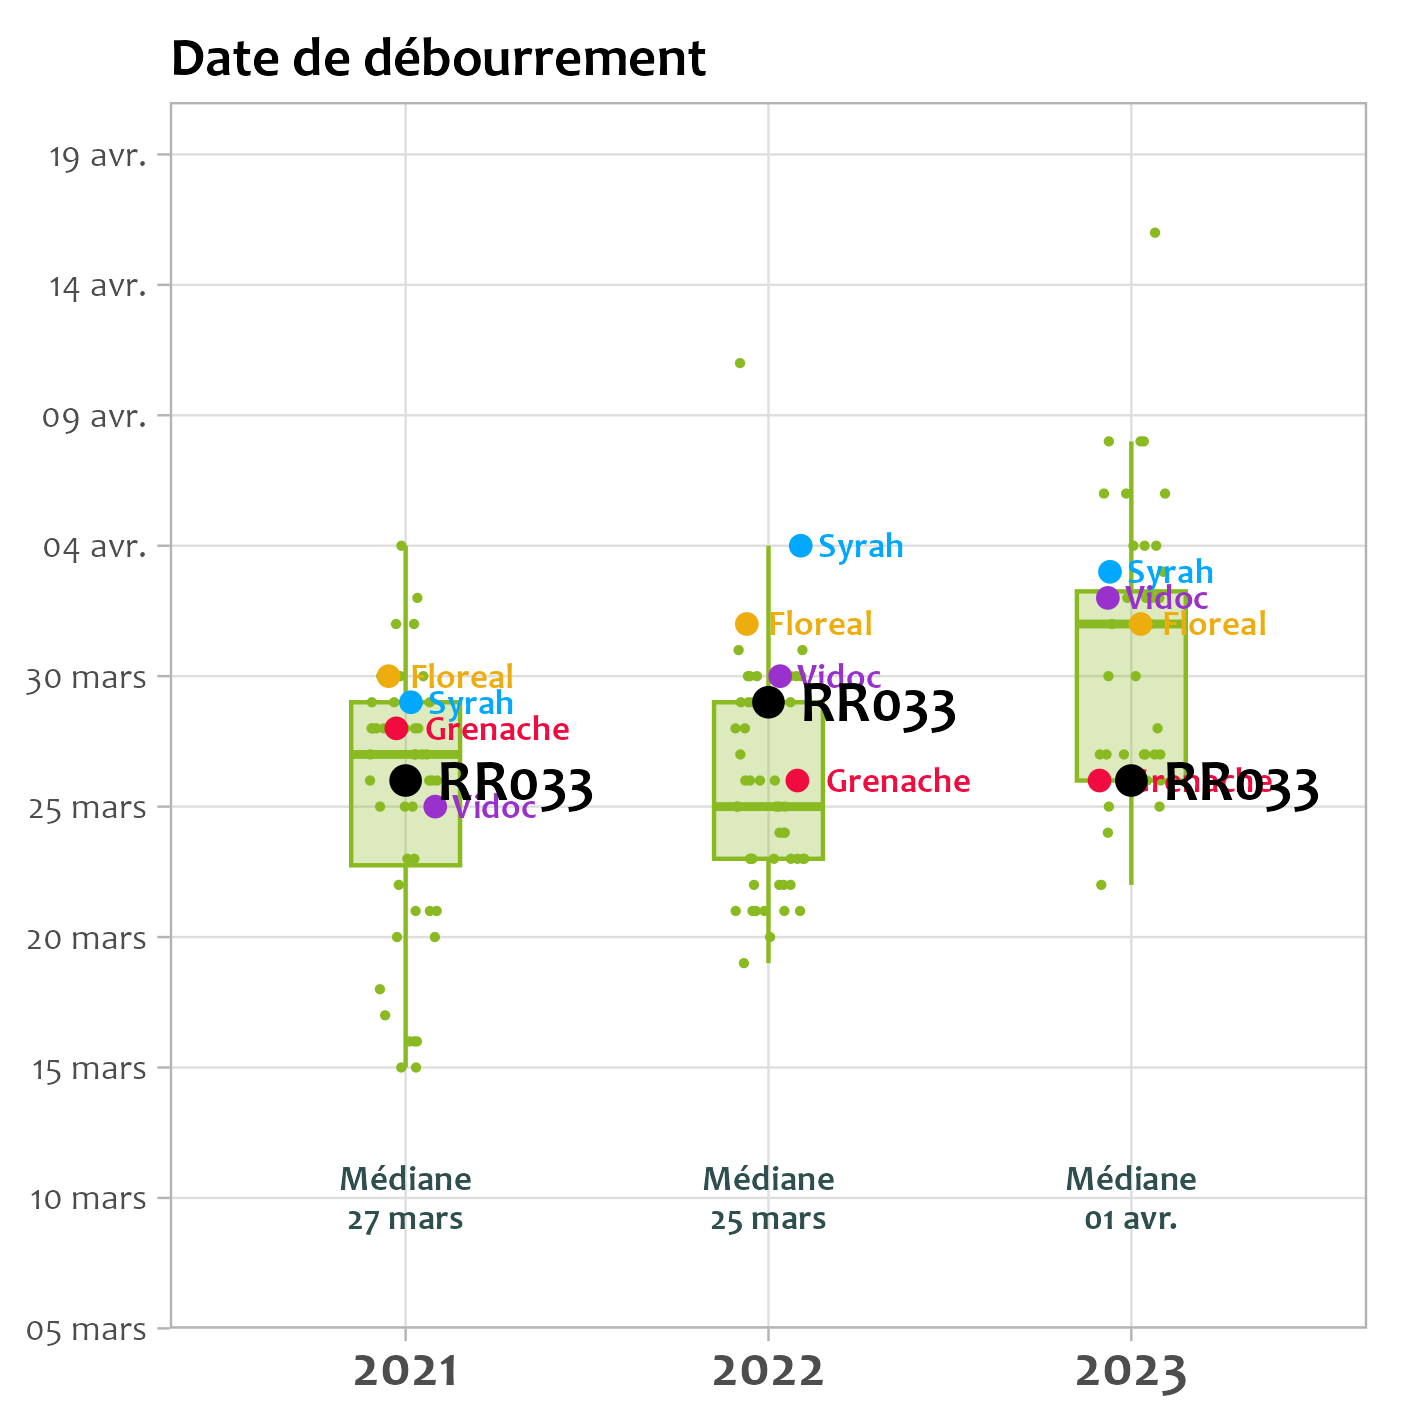 Date de débourrement
19 avr.
14 avr.
09 avr.
04 avr.
30 mars
25 mars
20 mars
15 mars
10 mars
05 mars
Floreal
Syrah
Grenache
RR033
Vidoc
Médiane
27 mars
Syrah
Floreal
Vidoc
RR033
Grenache
Médiane
25 mars
Syrah
Vidoc
Floreal
Grenache
RR033
Médiane
01 avr.
2021
2022
2023